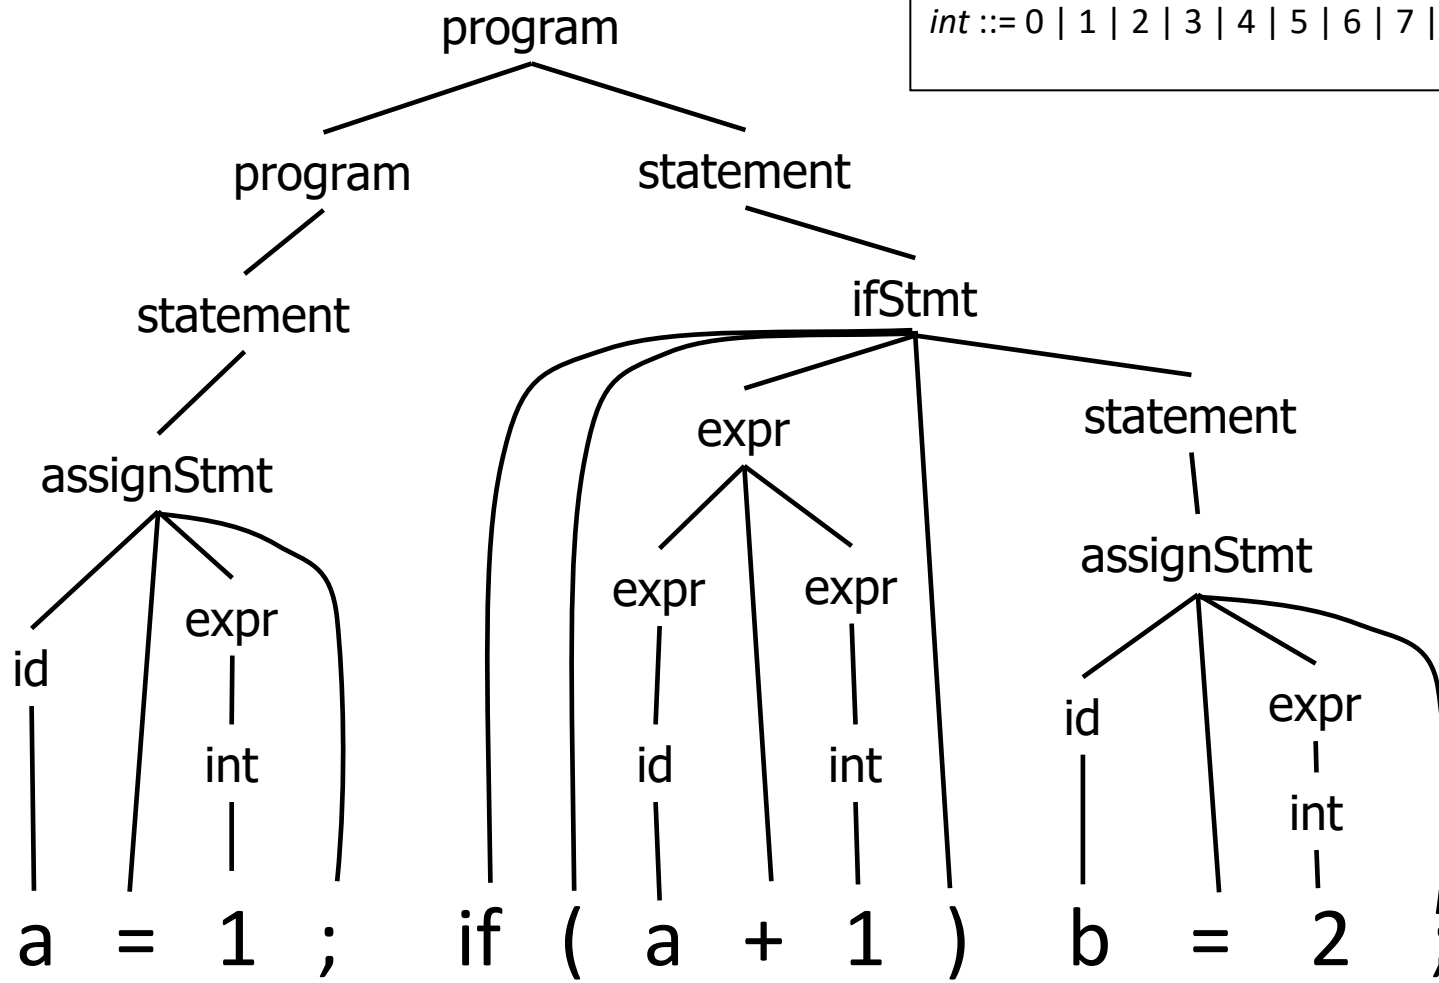 program
int ::= 0 | 1 | 2 | 3 | 4 | 5 | 6 | 7 |
program statement
statement ifStmt
expr statement
assignStmt
assignStmt
expr expr expr
id
id expr
id int int
int
a = 1 ; if ( a + 1 ) b = 2 ;